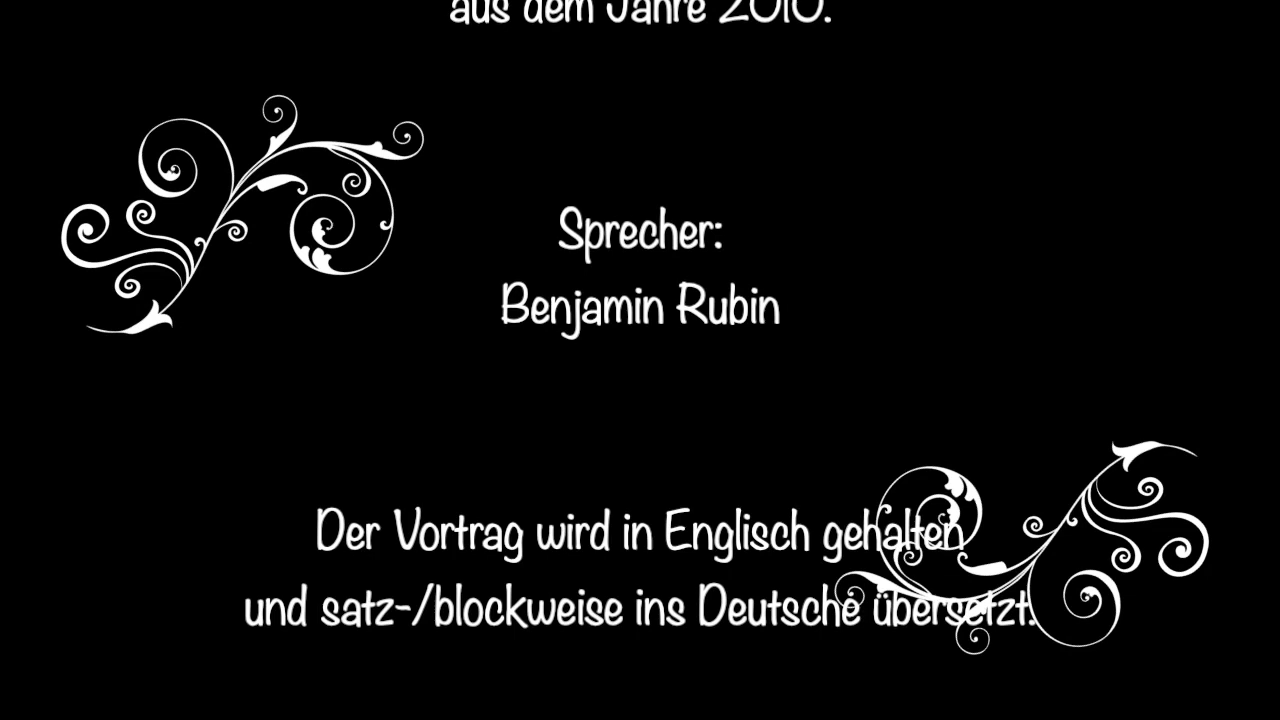 aus dem Jahre 2010.
Sprecher:
Benjamin Rubin
Der Vortrag wird in Englisch gehalten
und satz-/blockweise ins Deutsche übersetzt.